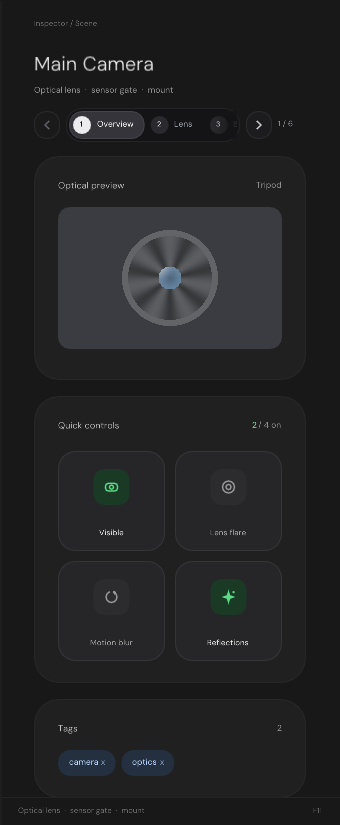 Inspector / Scene
Main Camera
Optical lens · sensor gate · mount
1 Overview 2 Lens 3 1 / 6
Optical preview Tripod
Quick controls 2 / 4 on
Visible Lens flare
Motion blur Reflections
Tags 2
camera x optics x
Optical lens · sensor gate · mount